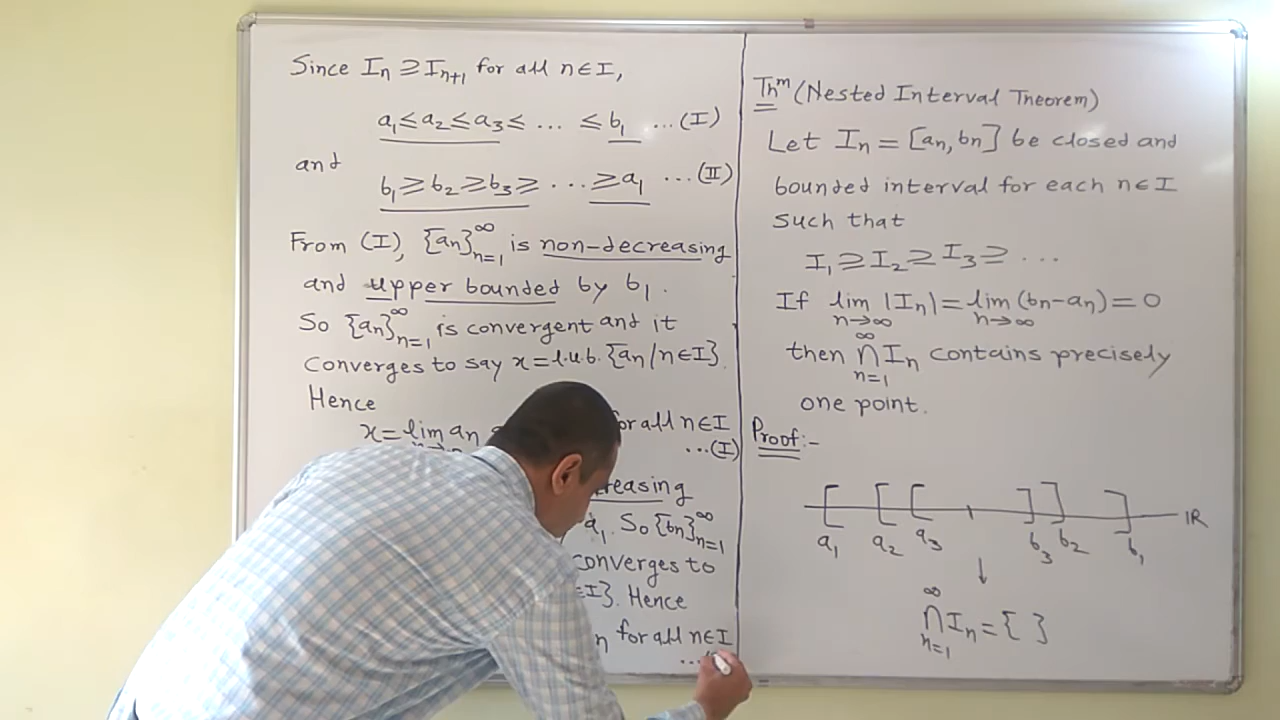 Since Iₙ ≥ Iₙ₊₁ for all n∈I,
a₁ ≤ a₂ ≤ a₃ ≤ ... ≤ b₁ ...(I)
and
b₁ ≥ b₂ ≥ b₃ ≥ ... ≥ a₁ ...(II)
From (I), {aₙ}ₙ₌₁^∞ is non-decreasing
and upper bounded by b₁.
So {aₙ}ₙ₌₁^∞ is convergent and it
converges to say x = l.u.b. {aₙ/n∈I}.
Hence
x = lim aₙ for all n∈I
...(I)
a₁. So {bₙ}ₙ₌₁^∞
converges to
I}. Hence
n for all n∈I
Thᵐ (Nested Interval Theorem)
Let Iₙ = [aₙ, bₙ] be closed and
bounded interval for each n∈I
such that
I₁ ≥ I₂ ≥ I₃ ≥ ...
If lim n→∞ |Iₙ| = lim n→∞ (bₙ-aₙ) = 0
then ∩ₙ₌₁^∞ Iₙ contains precisely
one point.
Proof:-
IR
a₁ a₂ a₃ b₃ b₂ b₁
↓
∩ₙ₌₁^∞ Iₙ = { }